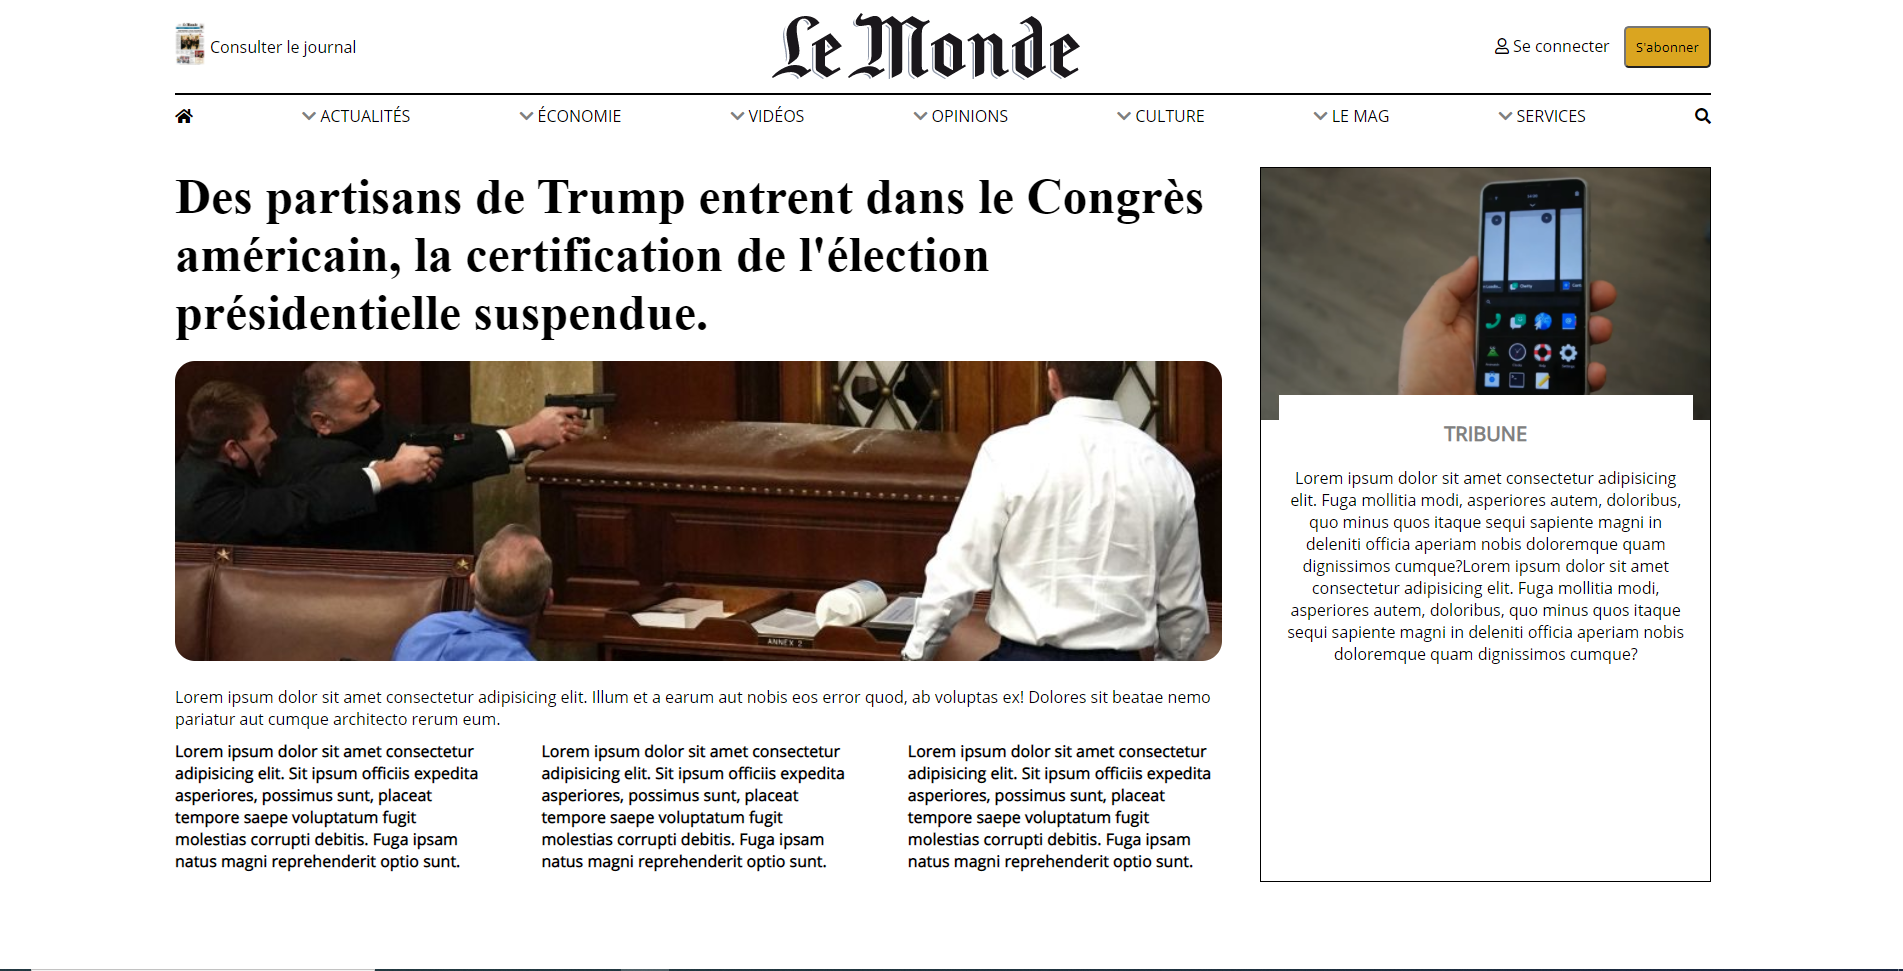 Consulter le journal
Le Monde
Se connecter
S'abonner
ACTUALITÉS
ÉCONOMIE
VIDÉOS
OPINIONS
CULTURE
LE MAG
SERVICES
Des partisans de Trump entrent dans le Congrès
américain, la certification de l'élection
présidentielle suspendue.
ANNEX 2
Lorem ipsum dolor sit amet consectetur adipisicing elit. Illum et a earum aut nobis eos error quod, ab voluptas ex! Dolores sit beatae nemo
pariatur aut cumque architecto rerum eum.
Lorem ipsum dolor sit amet consectetur
adipisicing elit. Sit ipsum officiis expedita
asperiores, possimus sunt, placeat
tempore saepe voluptatum fugit
molestias corrupti debitis. Fuga ipsam
natus magni reprehenderit optio sunt.
Lorem ipsum dolor sit amet consectetur
adipisicing elit. Sit ipsum officiis expedita
asperiores, possimus sunt, placeat
tempore saepe voluptatum fugit
molestias corrupti debitis. Fuga ipsam
natus magni reprehenderit optio sunt.
Lorem ipsum dolor sit amet consectetur
adipisicing elit. Sit ipsum officiis expedita
asperiores, possimus sunt, placeat
tempore saepe voluptatum fugit
molestias corrupti debitis. Fuga ipsam
natus magni reprehenderit optio sunt.
TRIBUNE
Lorem ipsum dolor sit amet consectetur adipisicing
elit. Fuga mollitia modi, asperiores autem, doloribus,
quo minus quos itaque sequi sapiente magni in
deleniti officia aperiam nobis doloremque quam
dignissimos cumque?Lorem ipsum dolor sit amet
consectetur adipisicing elit. Fuga mollitia modi,
asperiores autem, doloribus, quo minus quos itaque
sequi sapiente magni in deleniti officia aperiam nobis
doloremque quam dignissimos cumque?